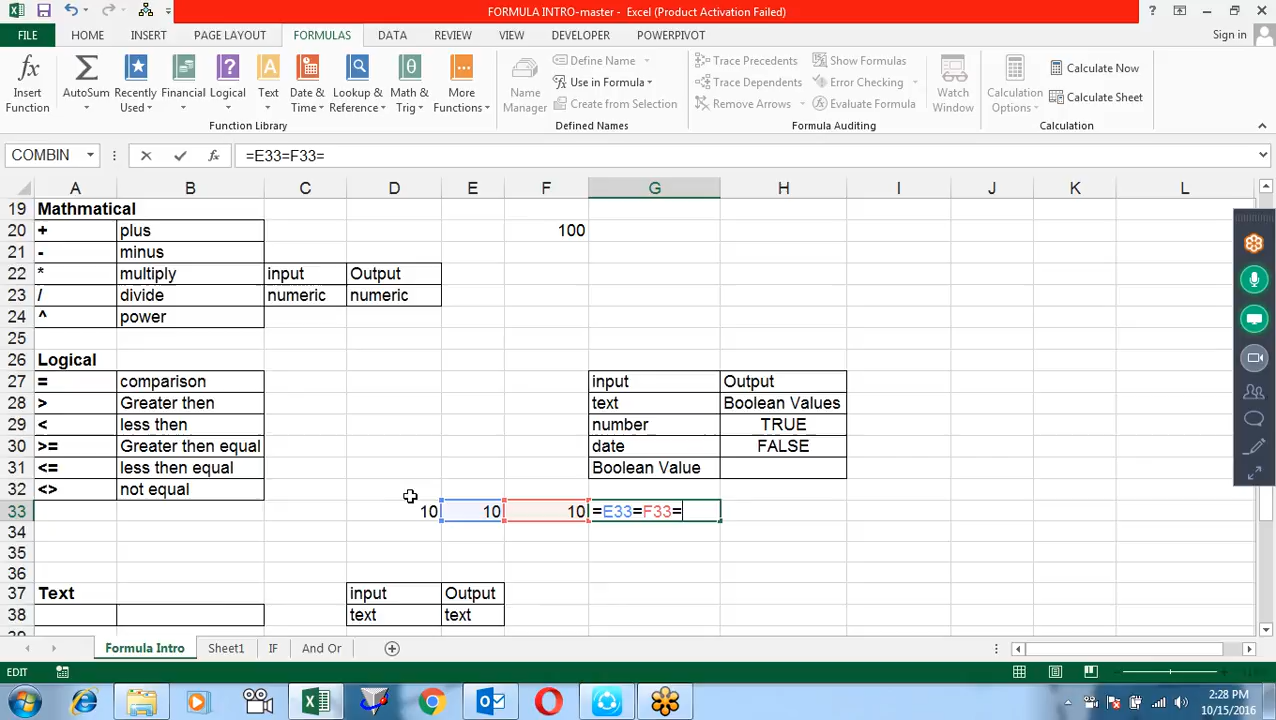 FORMULA INTRO-master - Excel (Product Activation Failed)
FILE HOME INSERT PAGE LAYOUT FORMULAS DATA REVIEW VIEW DEVELOPER POWERPIVOT Sign in
Insert Function
AutoSum
Recently Used
Financial
Logical
Text
Date & Time
Lookup & Reference
Math & Trig
More Functions
Function Library
Name Manager
Define Name
Use in Formula
Create from Selection
Defined Names
Trace Precedents
Trace Dependents
Remove Arrows
Show Formulas
Error Checking
Evaluate Formula
Formula Auditing
Watch Window
Calculation Options
Calculate Now
Calculate Sheet
Calculation
COMBIN =E33=F33=
A B C D E F G H I J K L
19 Mathmatical
20 + plus 100
21 - minus
22 * multiply input Output
23 / divide numeric numeric
24 ^ power
25
26 Logical
27 = comparison input Output
28 > Greater then text Boolean Values
29 < less then number TRUE
30 >= Greater then equal date FALSE
31 <= less then equal Boolean Value
32 <> not equal
33 10 10 10 =E33=F33=
34
35
36
37 Text input Output
38 text text
Formula Intro Sheet1 IF And Or
EDIT
2:28 PM
10/15/2016